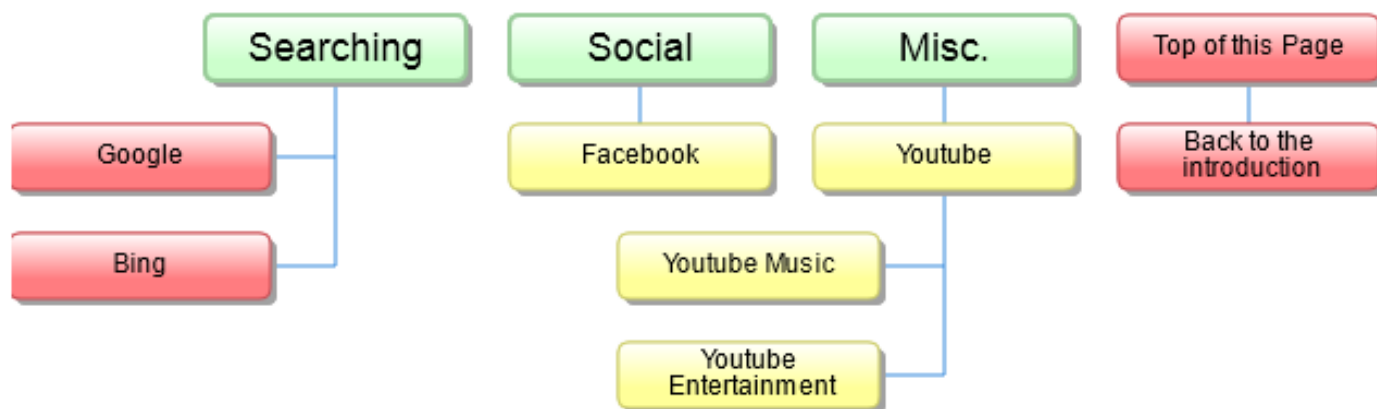 Searching
Social
Misc.
Top of this Page
Google
Facebook
Youtube
Back to the
introduction
Bing
Youtube Music
Youtube
Entertainment